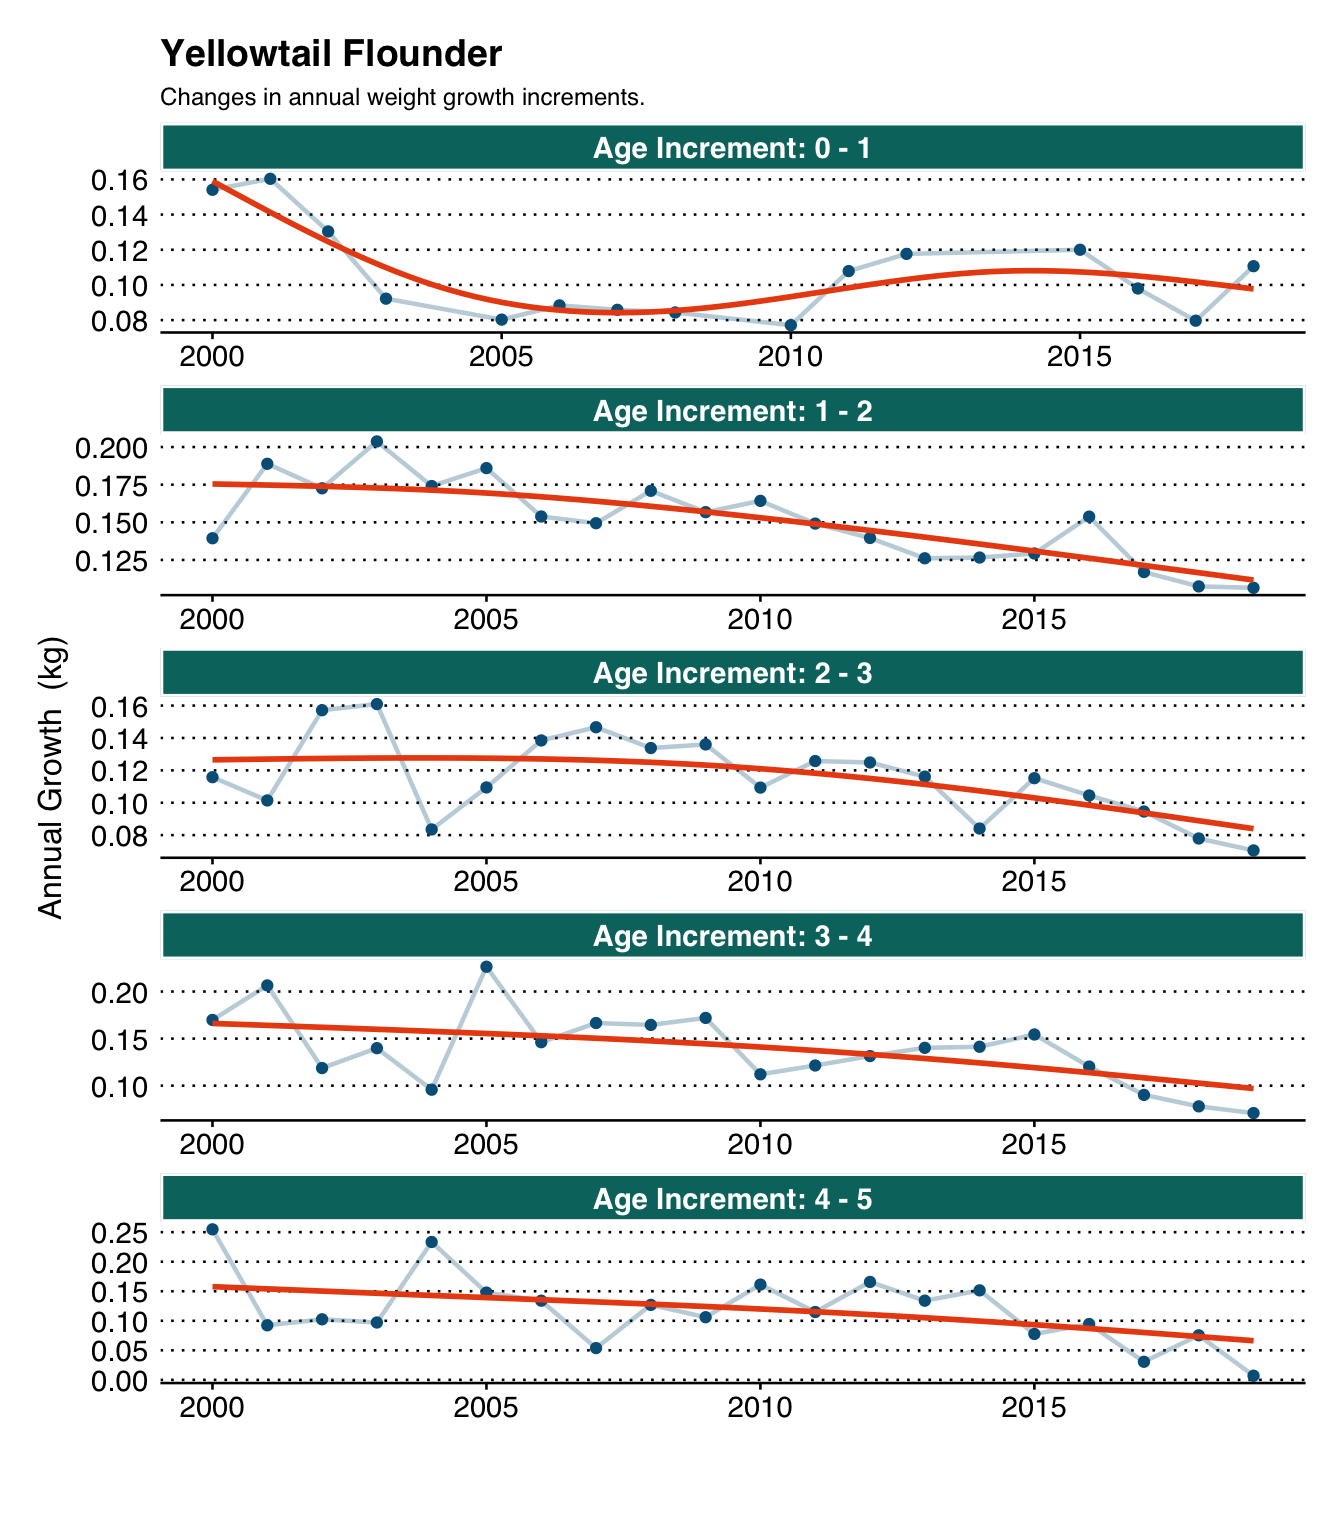 Yellowtail Flounder
Changes in annual weight growth increments.
Annual Growth  (kg)
Age Increment: 0 - 1
0.16
0.14
0.12
0.10
0.08
2000 2005 2010 2015
Age Increment: 1 - 2
0.200
0.175
0.150
0.125
2000 2005 2010 2015
Age Increment: 2 - 3
0.16
0.14
0.12
0.10
0.08
2000 2005 2010 2015
Age Increment: 3 - 4
0.20
0.15
0.10
2000 2005 2010 2015
Age Increment: 4 - 5
0.25
0.20
0.15
0.10
0.05
0.00
2000 2005 2010 2015